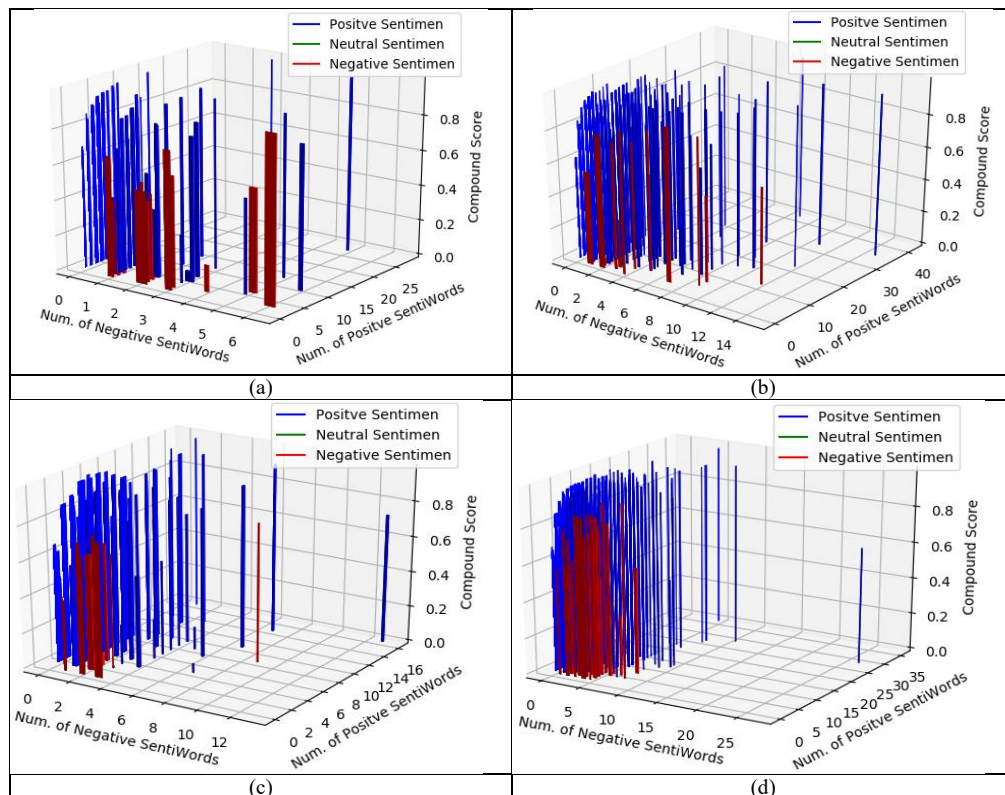 Positve Sentimen
Neutral Sentimen
Negative Sentimen
0.8
0.6
0.4
0.2
0.0
Compound Score
0 1 2 3 4 5 6
Num. of Negative SentiWords
0 5 10 15 20 25
Num. of Positve SentiWords
(a)
Positve Sentimen
Neutral Sentimen
Negative Sentimen
0.8
0.6
0.4
0.2
0.0
Compound Score
0 2 4 6 8 10 12 14
Num. of Negative SentiWords
0 10 20 30 40
Num. of Positve SentiWords
(b)
Positve Sentimen
Neutral Sentimen
Negative Sentimen
0.8
0.6
0.4
0.2
0.0
Compound Score
0 2 4 6 8 10 12
Num. of Negative SentiWords
0 2 4 6 8 10 12 14 16
Num. of Positve SentiWords
(c)
Positve Sentimen
Neutral Sentimen
Negative Sentimen
0.8
0.6
0.4
0.2
0.0
Compound Score
0 5 10 15 20 25
Num. of Negative SentiWords
0 5 10 15 20 25 30 35
Num. of Positve SentiWords
(d)